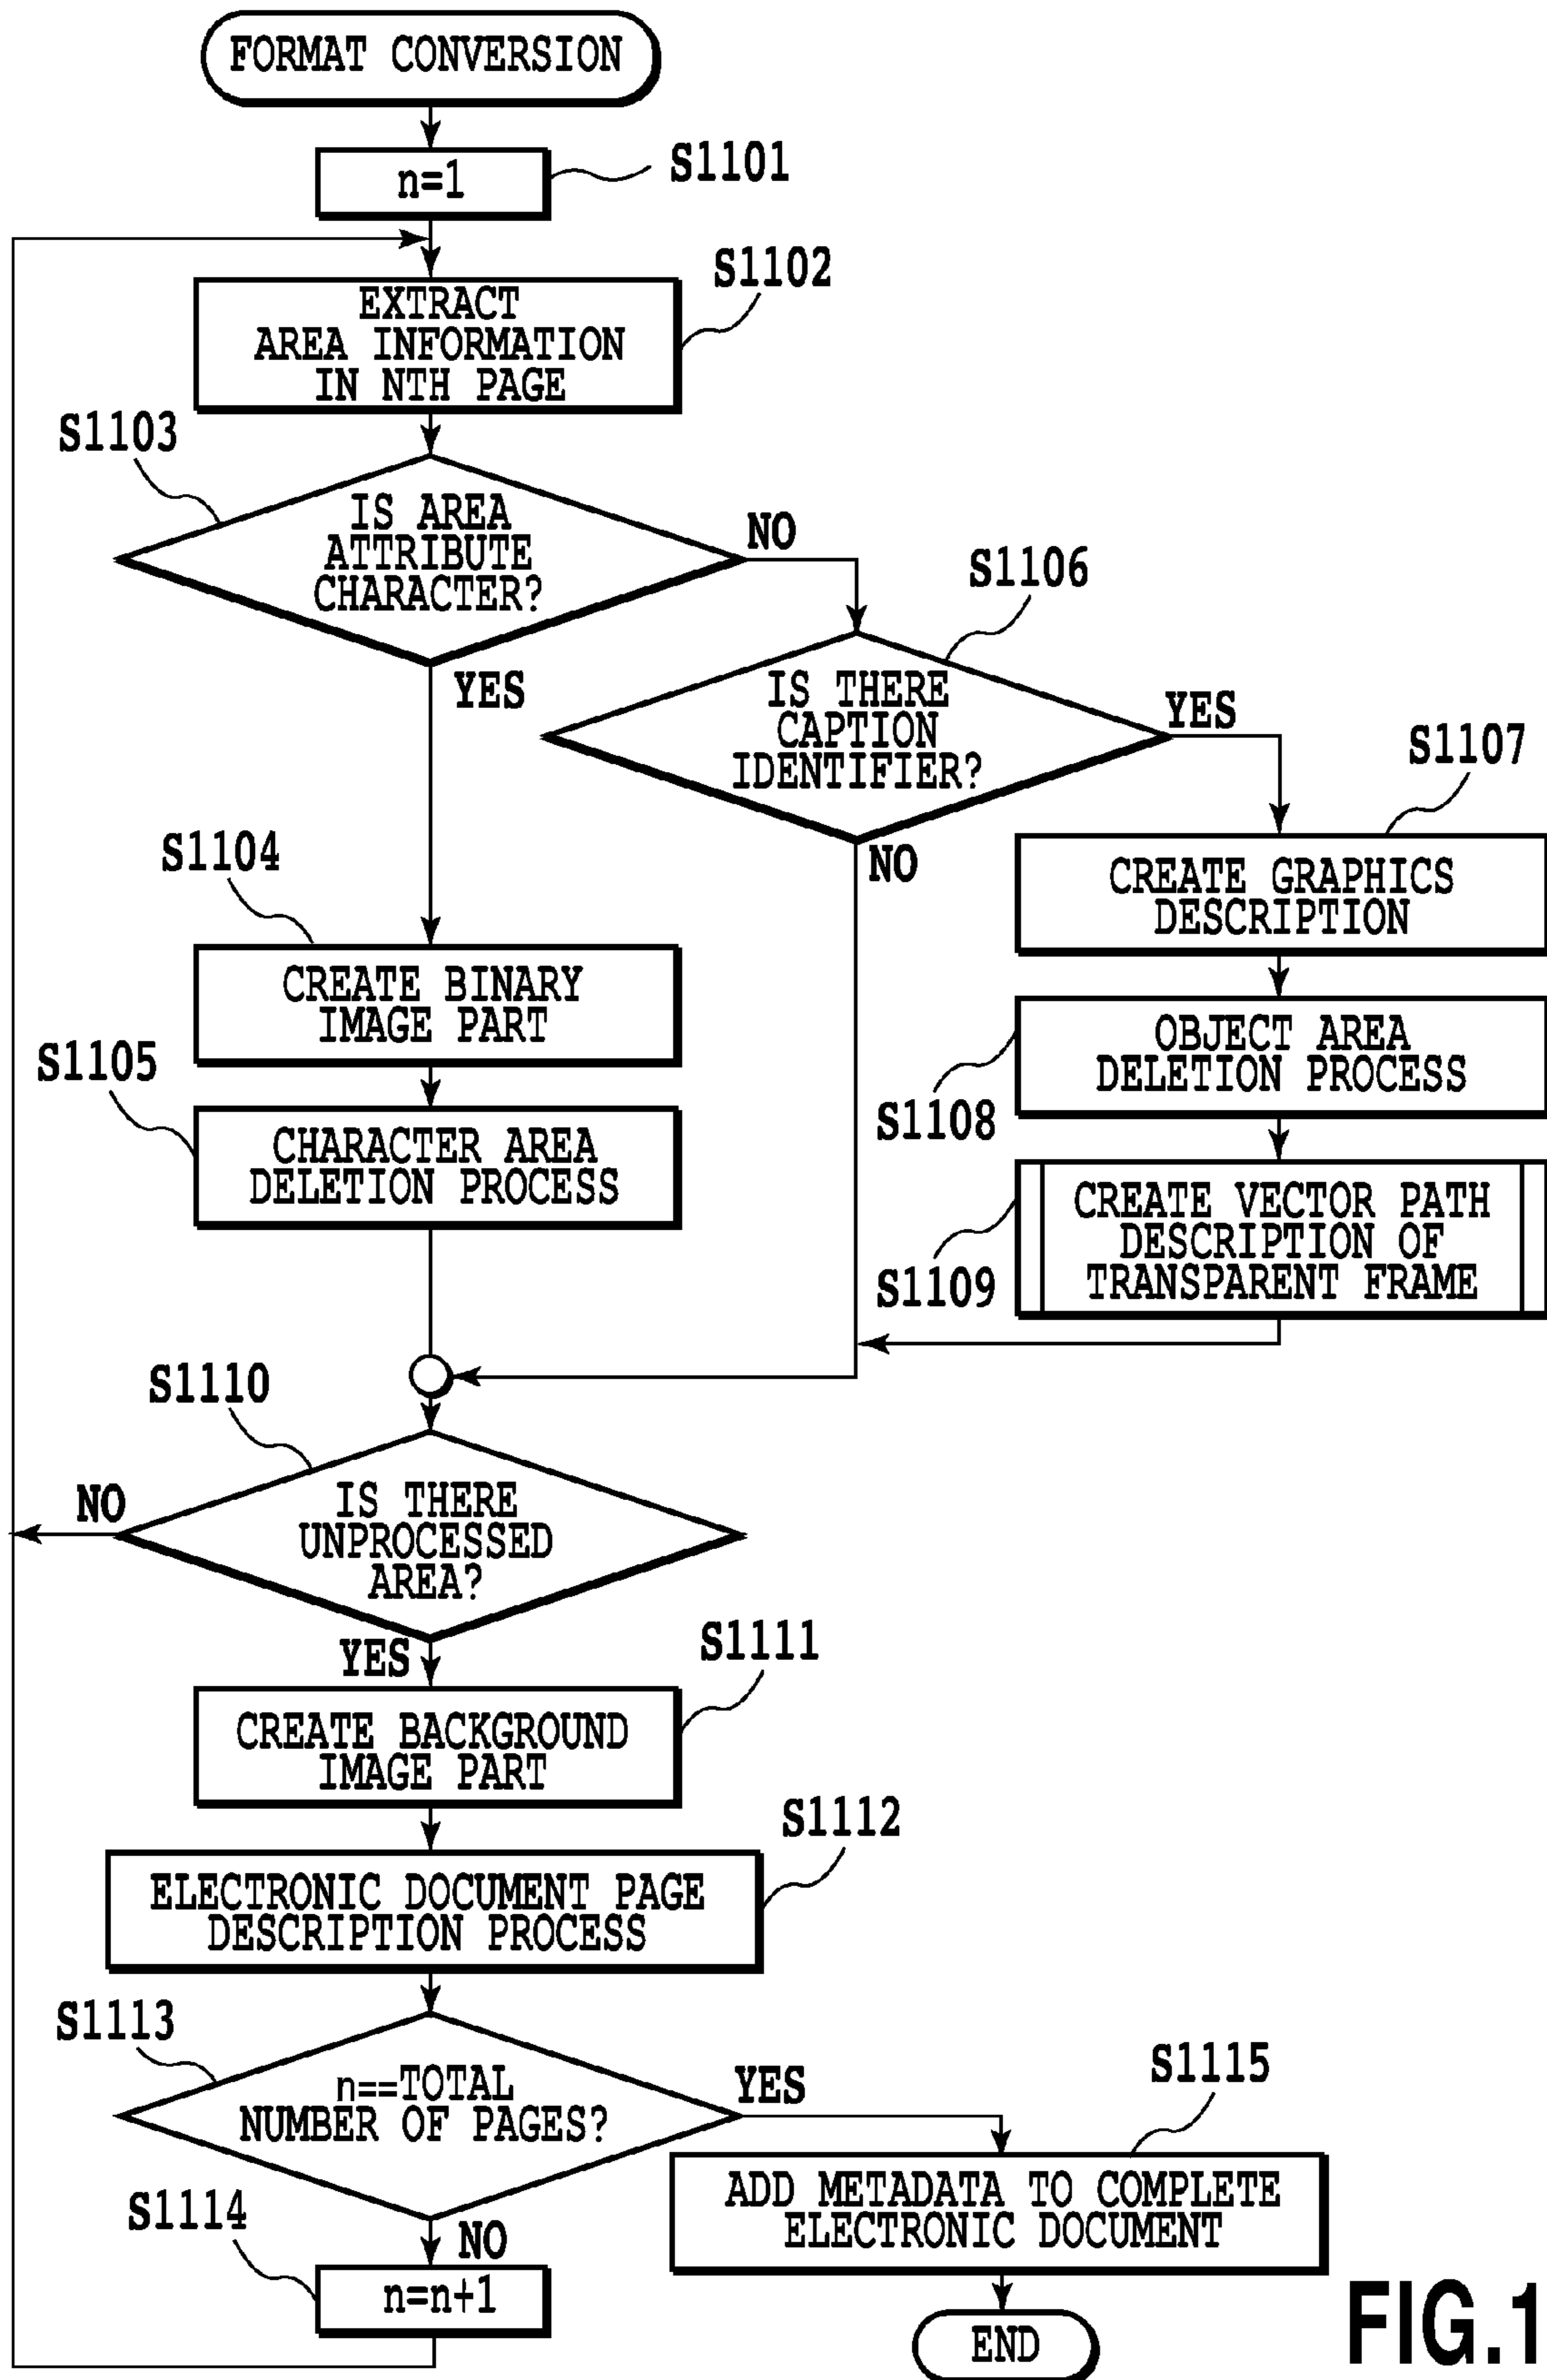 FORMAT CONVERSION
n=1
S1101
EXTRACT
AREA INFORMATION
IN NTH PAGE
S1102
S1103
IS AREA
ATTRIBUTE
CHARACTER?
NO
YES
S1106
IS THERE
CAPTION
IDENTIFIER?
YES
NO
S1107
CREATE GRAPHICS
DESCRIPTION
S1104
CREATE BINARY
IMAGE PART
OBJECT AREA
DELETION PROCESS
S1108
S1105
CHARACTER AREA
DELETION PROCESS
CREATE VECTOR PATH
DESCRIPTION OF
TRANSPARENT FRAME
S1109
S1110
IS THERE
UNPROCESSED
AREA?
NO
YES
S1111
CREATE BACKGROUND
IMAGE PART
S1112
ELECTRONIC DOCUMENT PAGE
DESCRIPTION PROCESS
S1113
n==TOTAL
NUMBER OF PAGES?
YES
NO
S1115
ADD METADATA TO COMPLETE
ELECTRONIC DOCUMENT
S1114
n=n+1
END
FIG.1